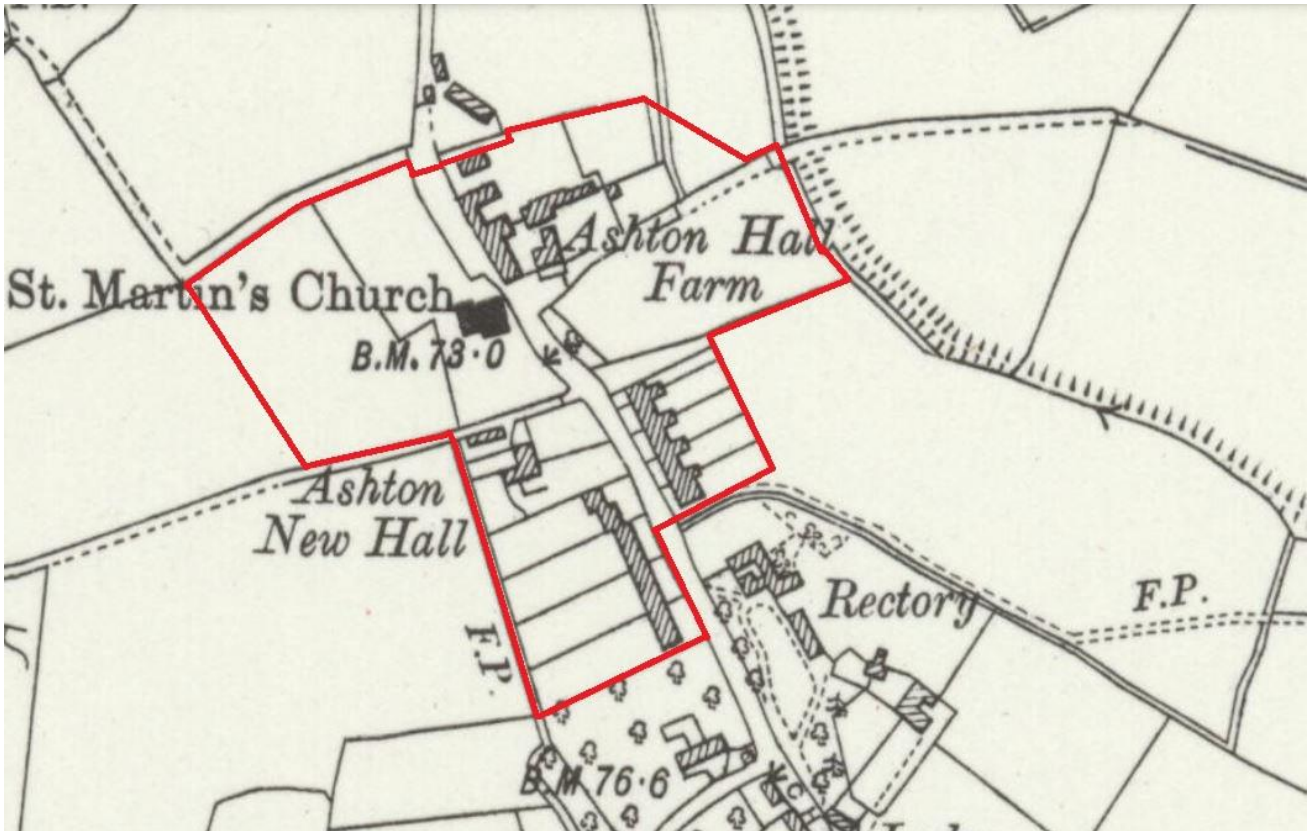 Ashton Hall
Farm
St. Martin's Church
B.M. 73·0
Ashton
New Hall
Rectory
F.P.
F.P.
B.M. 76·6